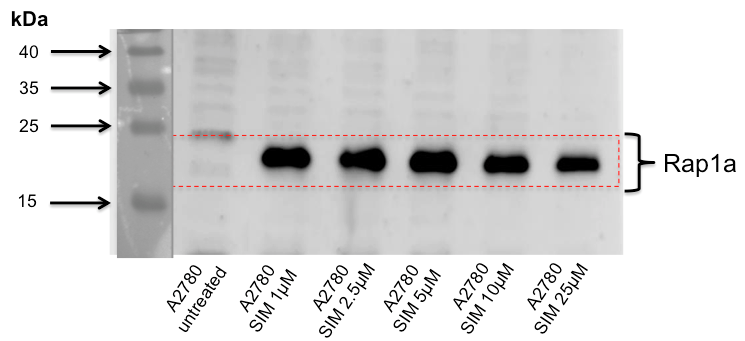 kDa
40
35
25
15
Rap1a
A2780
untreated
A2780
SIM 1µM
A2780
SIM 2.5µM
A2780
SIM 5µM
A2780
SIM 10µM
A2780
SIM 25µM